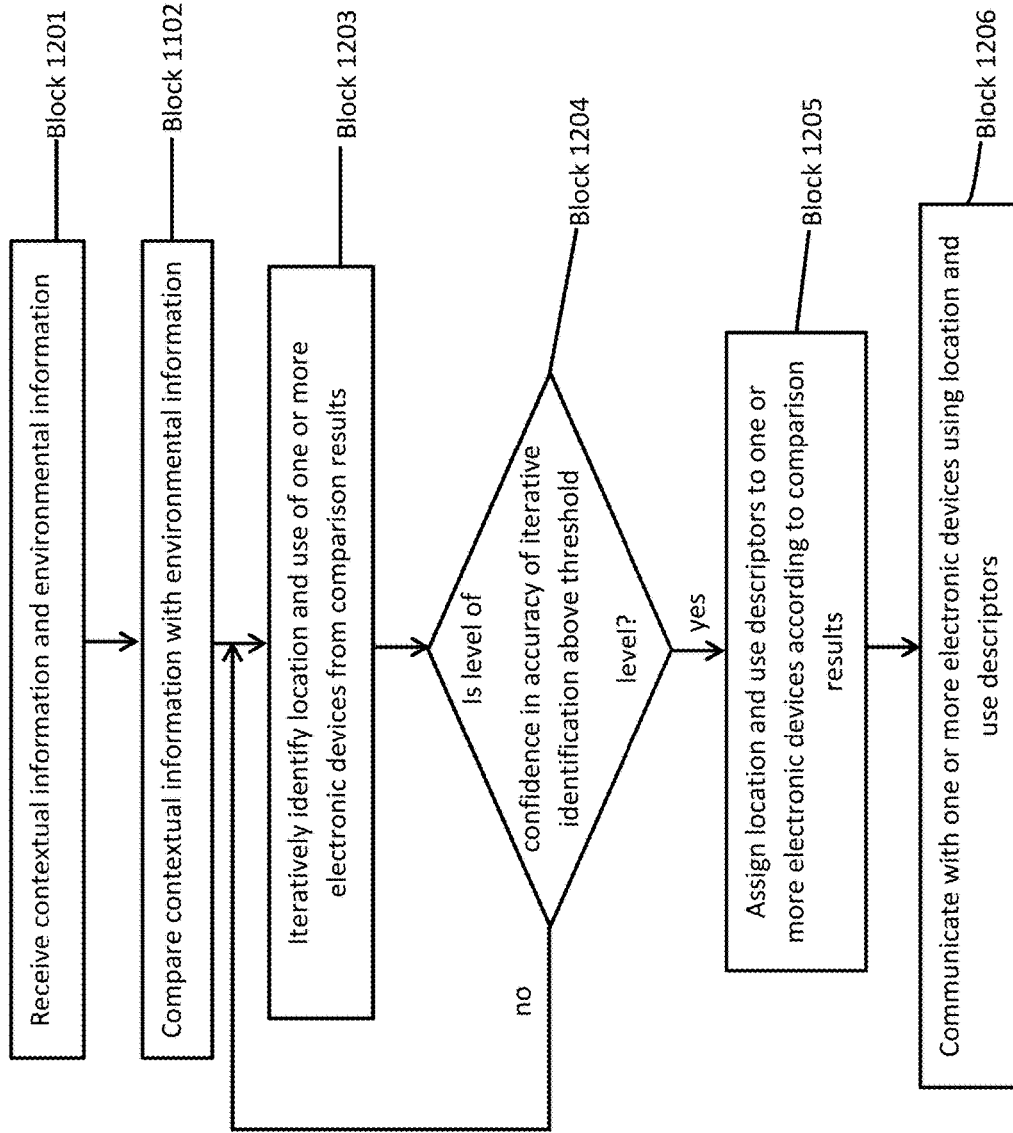 Receive contextual information and environmental information
Block 1201
Compare contextual information with environmental information
Block 1102
Iteratively identify location and use of one or more
electronic devices from comparison results
Block 1203
Is level of
confidence in accuracy of iterative
identification above threshold
level?
Block 1204
no
yes
Assign location and use descriptors to one or
more electronic devices according to comparison
results
Block 1205
Communicate with one or more electronic devices using location and
use descriptors
Block 1206